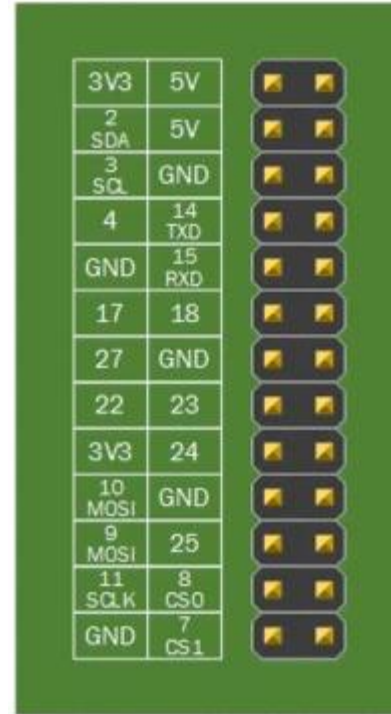 3V3 5V
2 SDA 5V
3 SCL GND
4 14 TXD
GND 15 RXD
17 18
27 GND
22 23
3V3 24
10 MOSI GND
9 MOSI 25
11 SCLK 8 CS0
GND 7 CS1